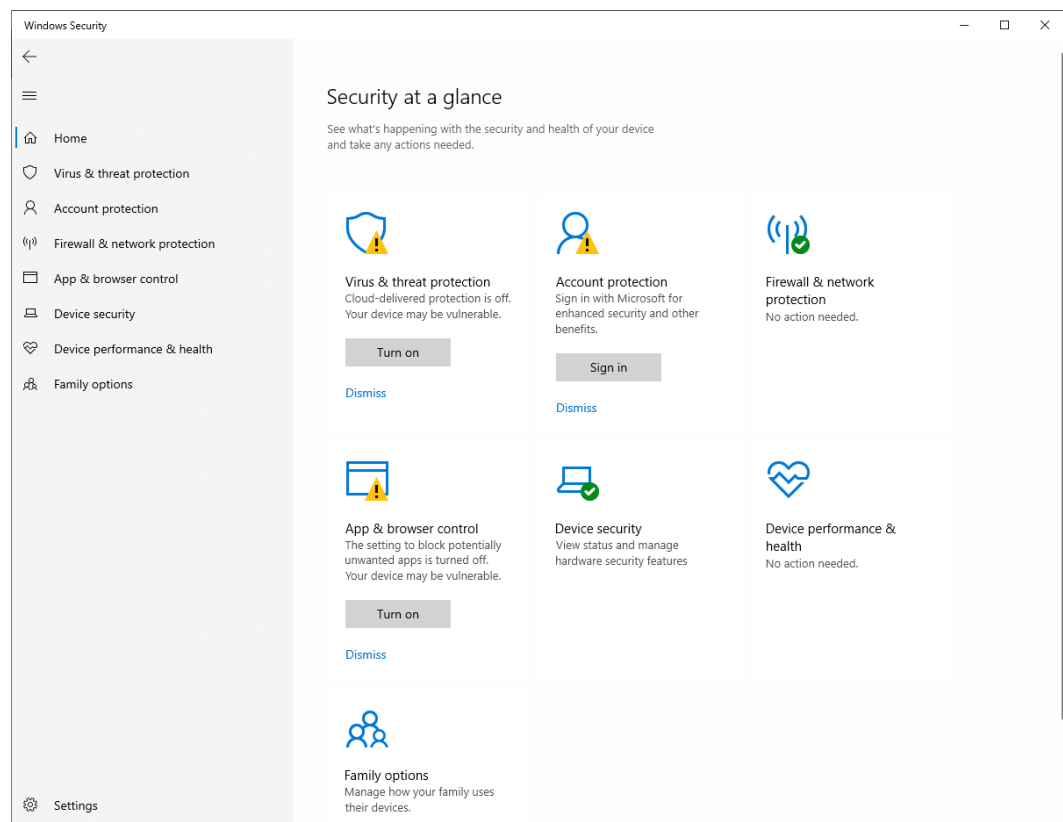 Windows Security
Home
Virus & threat protection
Account protection
Firewall & network protection
App & browser control
Device security
Device performance & health
Family options
Settings
Security at a glance
See what's happening with the security and health of your device
and take any actions needed.
Virus & threat protection
Cloud-delivered protection is off.
Your device may be vulnerable.
Turn on
Dismiss
Account protection
Sign in with Microsoft for
enhanced security and other
benefits.
Sign in
Dismiss
Firewall & network
protection
No action needed.
App & browser control
The setting to block potentially
unwanted apps is turned off.
Your device may be vulnerable.
Turn on
Dismiss
Device security
View status and manage
hardware security features
Device performance &
health
No action needed.
Family options
Manage how your family uses
their devices.